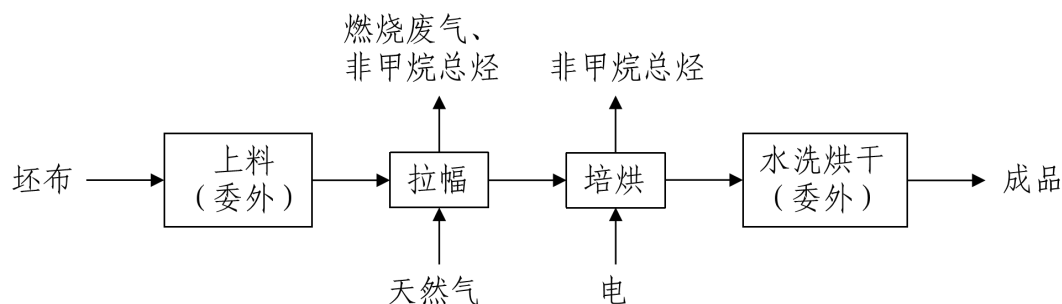 燃烧废气、
非甲烷总烃
非甲烷总烃
坯布
上料
（委外）
拉幅
培烘
水洗烘干
（委外）
成品
天然气
电